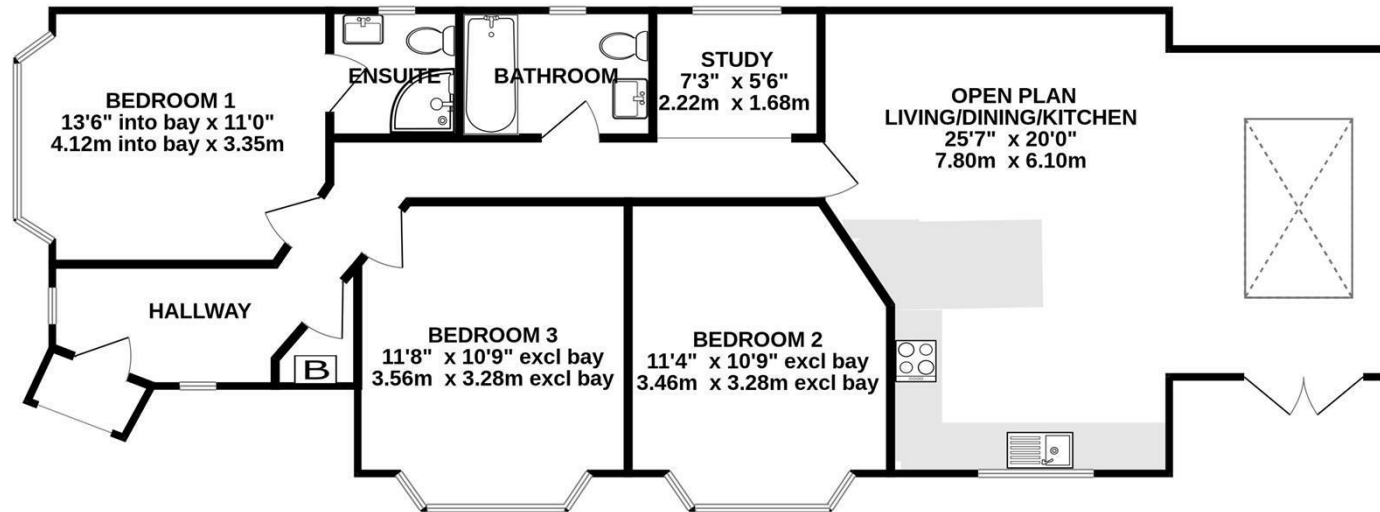 BEDROOM 1
13'6" into bay x 11'0"
4.12m into bay x 3.35m
ENSUITE
BATHROOM
STUDY
7'3" x 5'6"
2.22m x 1.68m
OPEN PLAN
LIVING/DINING/KITCHEN
25'7" x 20'0"
7.80m x 6.10m
HALLWAY
B
BEDROOM 3
11'8" x 10'9" excl bay
3.56m x 3.28m excl bay
BEDROOM 2
11'4" x 10'9" excl bay
3.46m x 3.28m excl bay